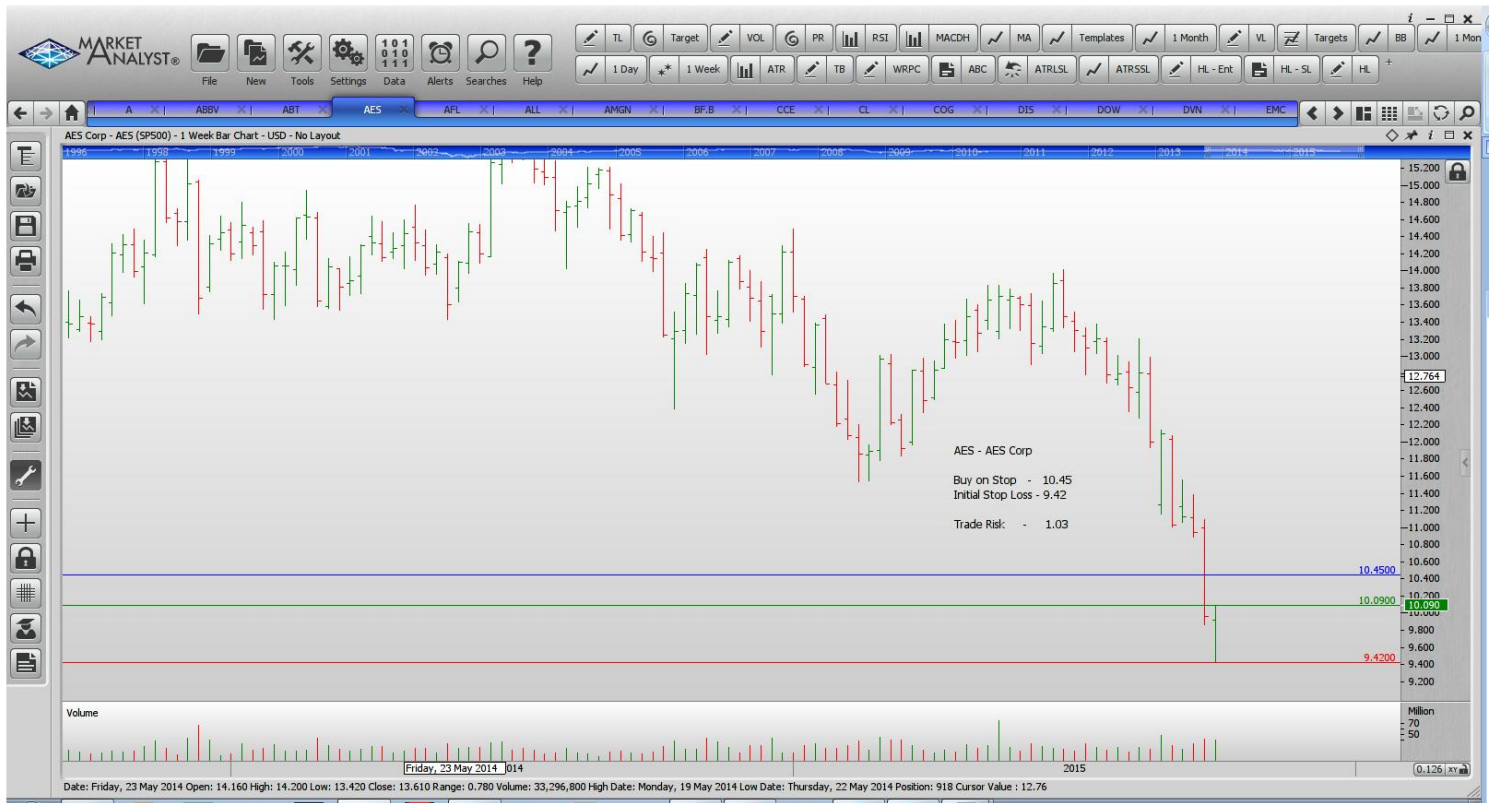 MARKET
ANALYST®
File
New
Tools
Settings
101
010
111
Data
Alerts
Searches
?
Help
TL
Target
VOL
PR
RSI
MACDH
MA
Templates
1 Month
VL
Targets
BB
1 Mon
1 Day
1 Week
ATR
TB
WRPC
ABC
ATRLSL
ATRSSL
HL - Ent
HL - SL
HL
+
A
ABBV
ABT
AES
AFL
ALL
AMGN
BF.B
CCE
CL
COG
DIS
DOW
DVN
EMC
AES Corp - AES (SP500) - 1 Week Bar Chart - USD - No Layout
1996 1998 1999 2000 2001 2002 2003 2004 2005 2006 2007 2008 2009 2010 2011 2012 2013 2014 2015
15.200
15.000
14.800
14.600
14.400
14.200
14.000
13.800
13.600
13.400
13.200
13.000
12.764
12.600
12.400
12.200
12.000
11.800
11.600
11.400
11.200
11.000
10.800
10.600
10.400
10.200
10.090
10.000
9.800
9.600
9.400
9.200
AES - AES Corp
Buy on Stop - 10.45
Initial Stop Loss - 9.42
Trade Risk - 1.03
10.4500
10.0900
9.4200
Volume
Million
70
50
Friday, 23 May 2014
014
2015
0.126 XY
Date: Friday, 23 May 2014 Open: 14.160 High: 14.200 Low: 13.420 Close: 13.610 Range: 0.780 Volume: 33,296,800 High Date: Monday, 19 May 2014 Low Date: Thursday, 22 May 2014 Position: 918 Cursor Value : 12.76